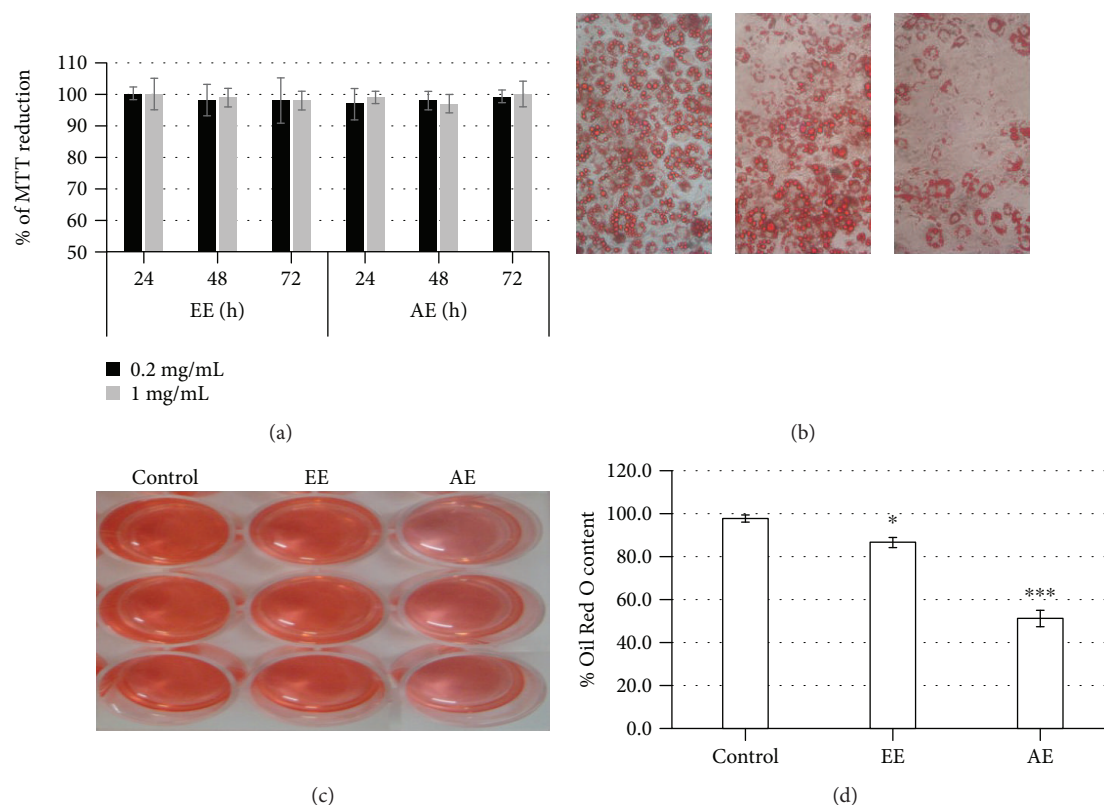 110
100
90
80
70
60
50
% of MTT reduction
24 48 72 24 48 72
EE (h) AE (h)
0.2 mg/mL
1 mg/mL
(a)
(b)
Control EE AE
(c)
120.0
100.0
80.0
60.0
40.0
20.0
0.0
% Oil Red O content
*
***
Control EE AE
(d)